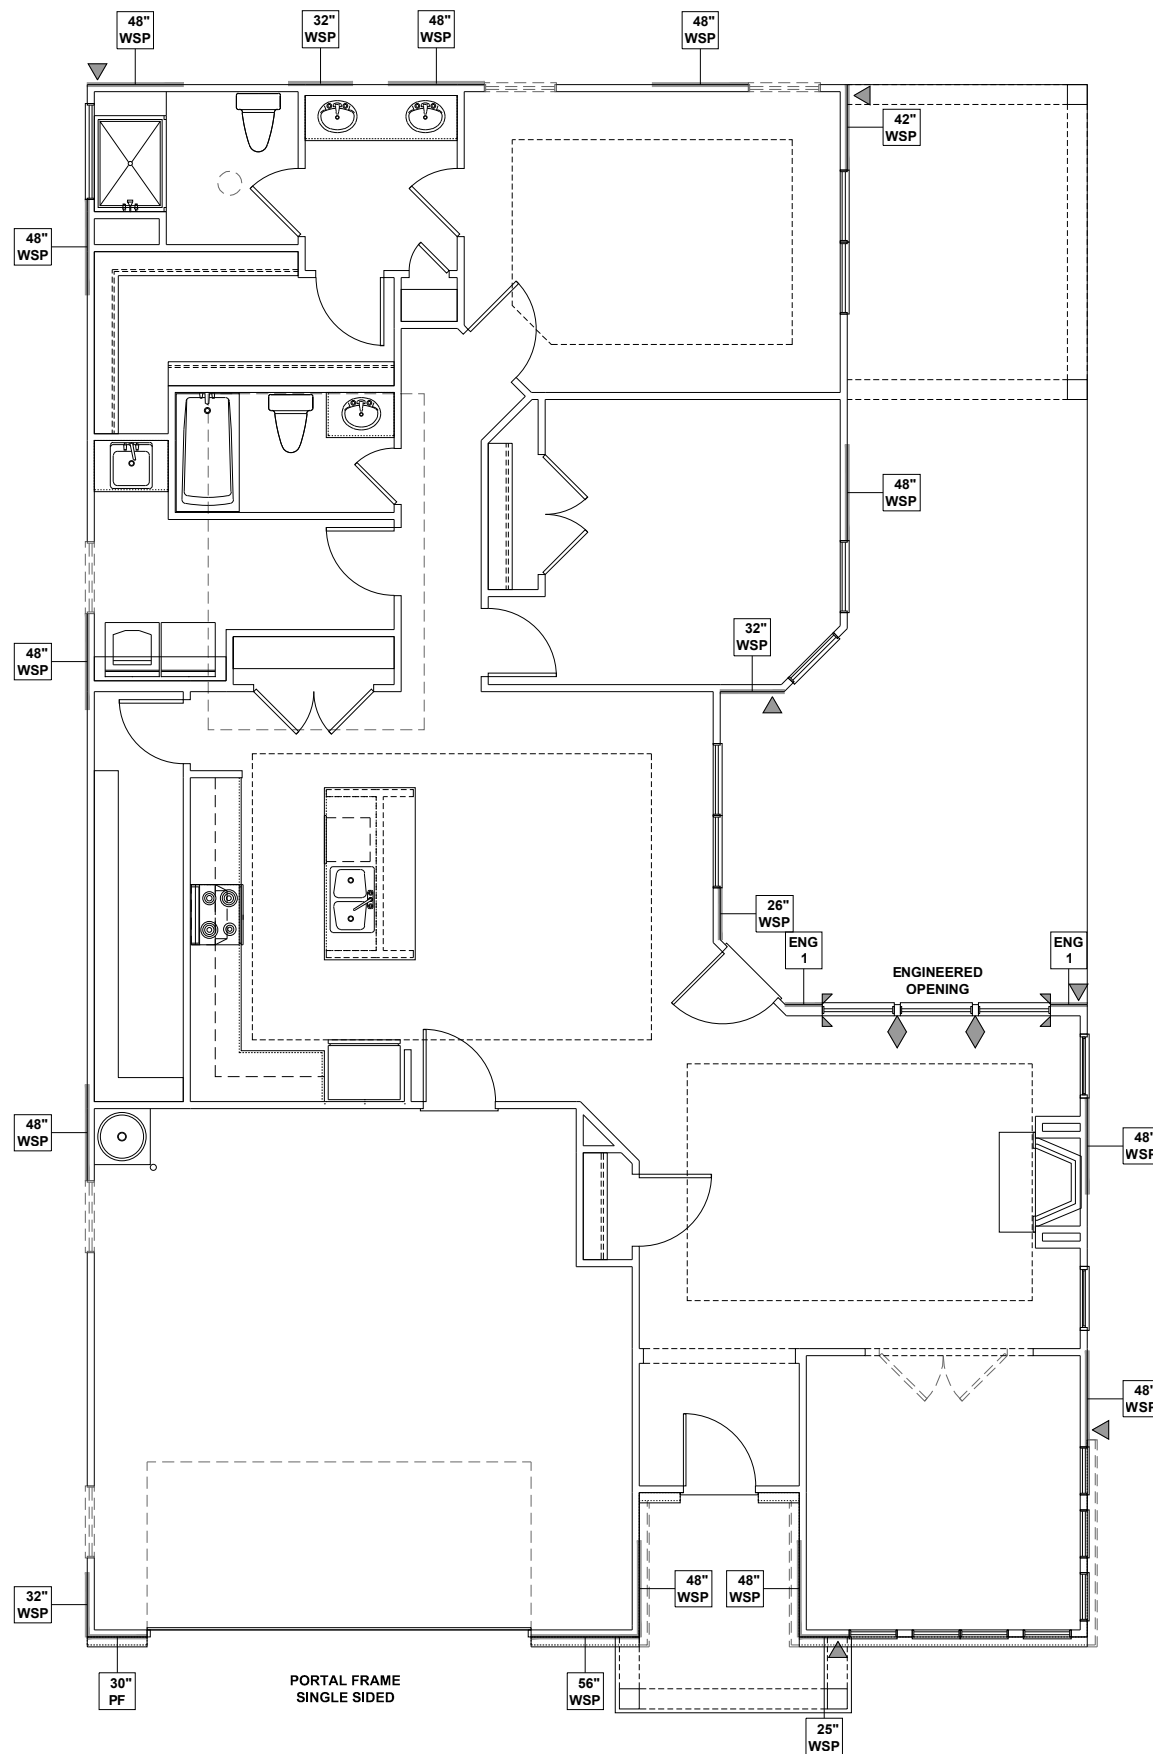 48"
WSP
32"
WSP
48"
WSP
48"
WSP
42"
WSP
48"
WSP
48"
WSP
32"
WSP
48"
WSP
26"
WSP
ENG
1
ENGINEERED
OPENING
ENG
1
48"
WSP
48"
WSP
48"
WSP
48"
WSP
48"
WSP
32"
WSP
30"
PF
PORTAL FRAME
SINGLE SIDED
56"
WSP
25"
WSP